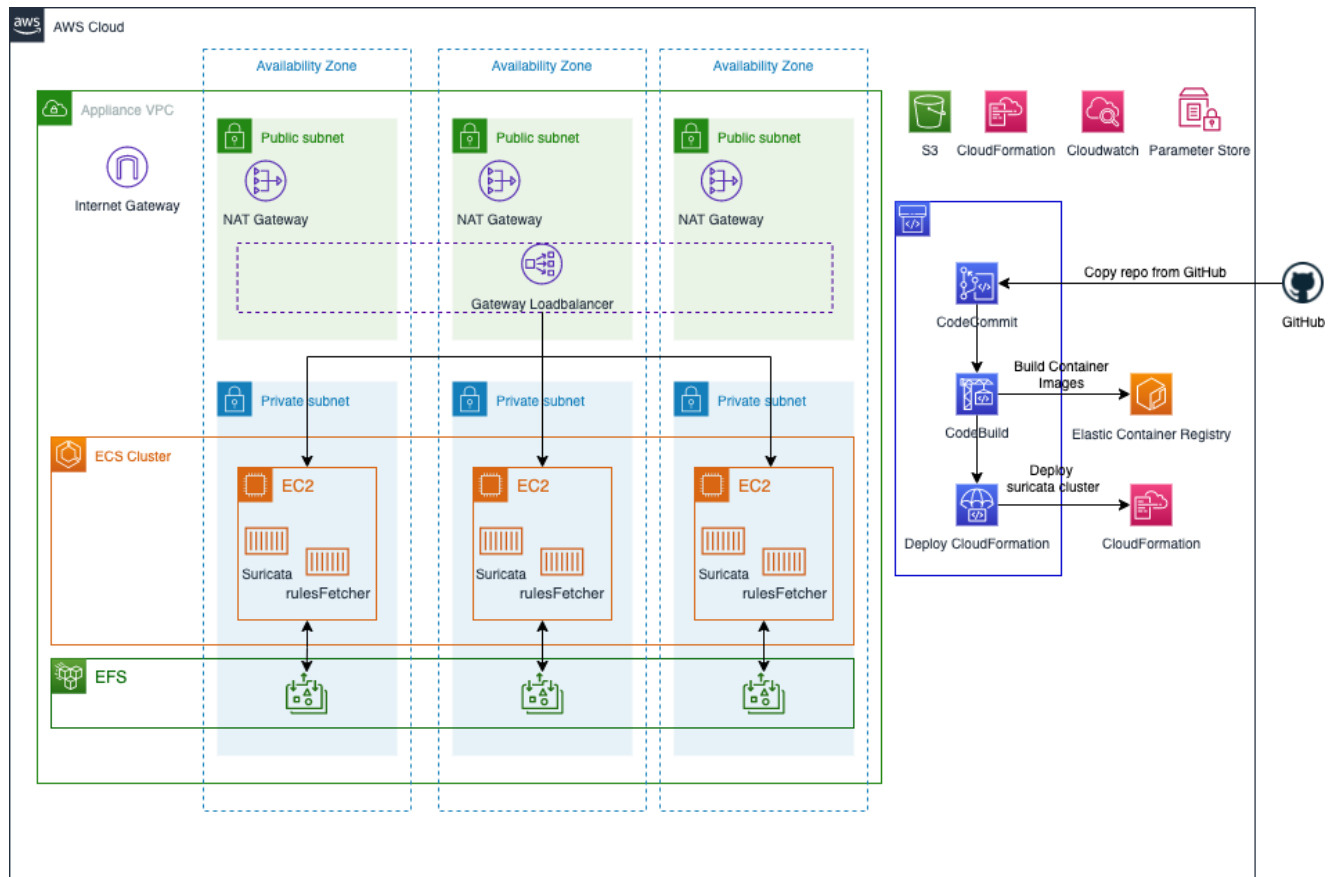 aws
AWS Cloud
Availability Zone
Availability Zone
Availability Zone
Appliance VPC
Internet Gateway
Public subnet
Public subnet
Public subnet
NAT Gateway
NAT Gateway
NAT Gateway
Gateway Loadbalancer
Private subnet
Private subnet
Private subnet
ECS Cluster
EC2
EC2
EC2
Suricata
rulesFetcher
Suricata
rulesFetcher
Suricata
rulesFetcher
EFS
S3
CloudFormation
Cloudwatch
Parameter Store
Copy repo from GitHub
GitHub
CodeCommit
Build Container
Images
CodeBuild
Elastic Container Registry
Deploy
suricata cluster
Deploy CloudFormation
CloudFormation